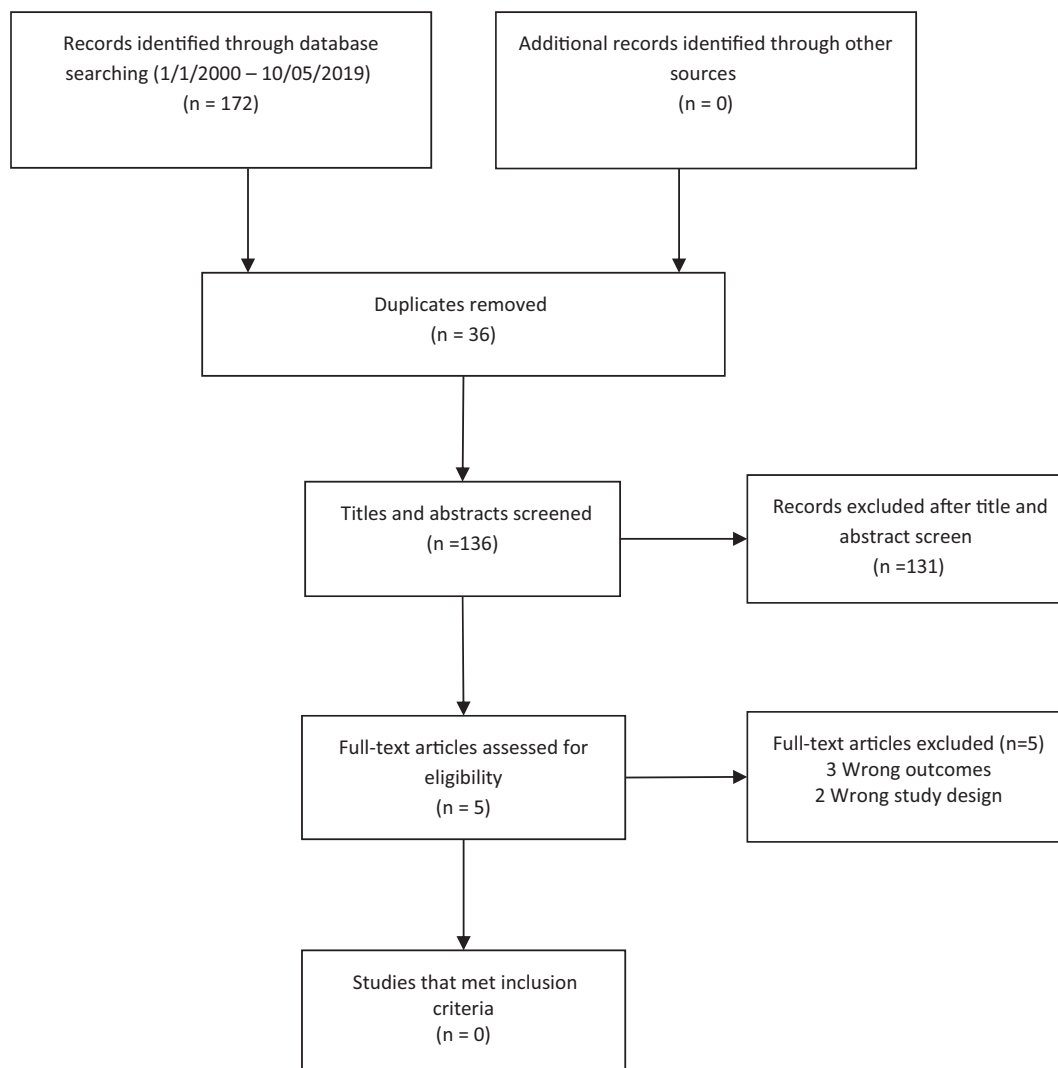 Records identified through database
searching (1/1/2000 – 10/05/2019)
(n = 172)
Additional records identified through other
sources
(n = 0)
Duplicates removed
(n = 36)
Titles and abstracts screened
(n =136)
Records excluded after title and
abstract screen
(n =131)
Full-text articles assessed for
eligibility
(n = 5)
Full-text articles excluded (n=5)
3 Wrong outcomes
2 Wrong study design
Studies that met inclusion
criteria
(n = 0)